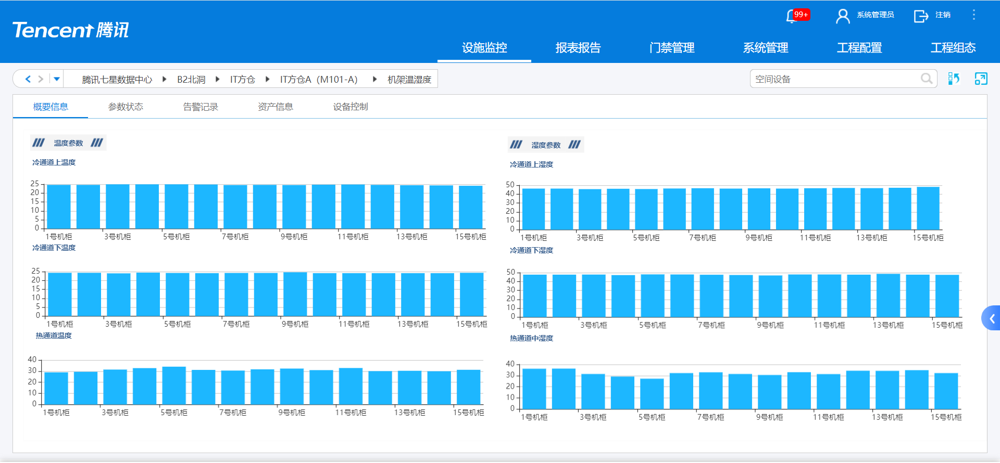 Tencent 腾讯
99+
系统管理员
注销
设施监控 报表报告 门禁管理 系统管理 工程配置 工程组态
腾讯七星数据中心 B2北洞 IT方仓 IT方仓A（M101-A） 机架温湿度
空间设备
概要信息 参数状态 告警记录 资产信息 设备控制
温度参数
冷通道上温度
25
20
15
10
5
0
1号机柜 3号机柜 5号机柜 7号机柜 9号机柜 11号机柜 13号机柜 15号机柜
冷通道下温度
25
20
15
10
5
0
1号机柜 3号机柜 5号机柜 7号机柜 9号机柜 11号机柜 13号机柜 15号机柜
热通道温度
40
30
20
10
0
1号机柜 3号机柜 5号机柜 7号机柜 9号机柜 11号机柜 13号机柜 15号机柜
湿度参数
冷通道上湿度
50
40
30
20
10
0
1号机柜 3号机柜 5号机柜 7号机柜 9号机柜 11号机柜 13号机柜 15号机柜
冷通道下湿度
50
40
30
20
10
0
1号机柜 3号机柜 5号机柜 7号机柜 9号机柜 11号机柜 13号机柜 15号机柜
热通道中湿度
40
30
20
10
0
1号机柜 3号机柜 5号机柜 7号机柜 9号机柜 11号机柜 13号机柜 15号机柜